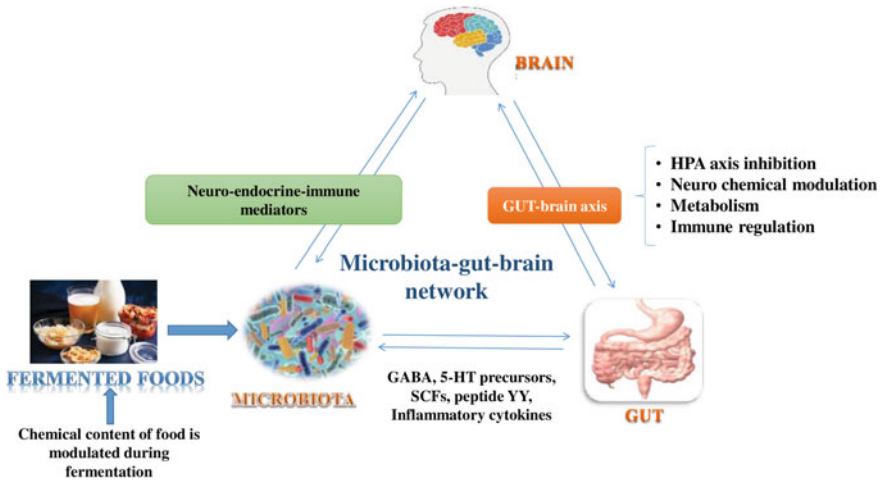 BRAIN
Neuro-endocrine-immune
mediators
GUT-brain axis
• HPA axis inhibition
• Neuro chemical modulation
• Metabolism
• Immune regulation
Microbiota-gut-brain
network
FERMENTED FOODS
MICROBIOTA
GABA, 5-HT precursors,
SCFs, peptide YY,
Inflammatory cytokines
GUT
Chemical content of food is
modulated during
fermentation